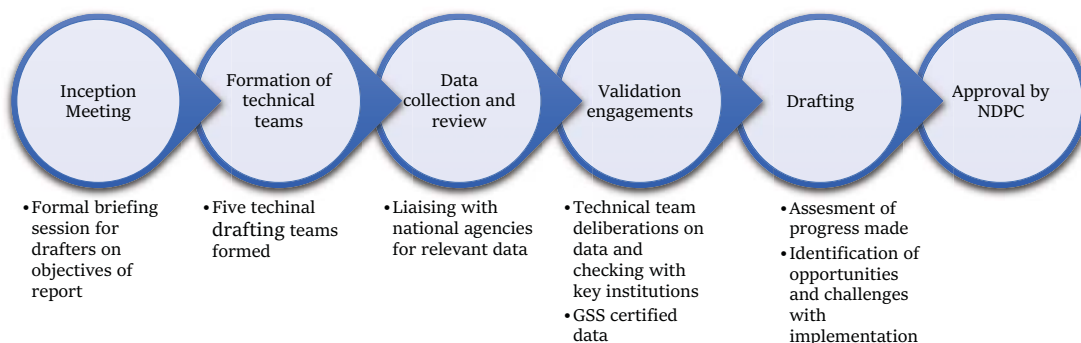 Inception
Meeting
Formation of
technical
teams
Data
collection and
review
Validation
engagements
Drafting
Approval by
NDPC
•Formal briefing
session for
drafters on
objectives of
report
•Five techinal
drafting teams
formed
•Liaising with
national agencies
for relevant data
•Technical team
deliberations on
data and
checking with
key institutions
•GSS certified
data
•Assesment of
progress made
•Identification of
opportunities
and challenges
with
implementation